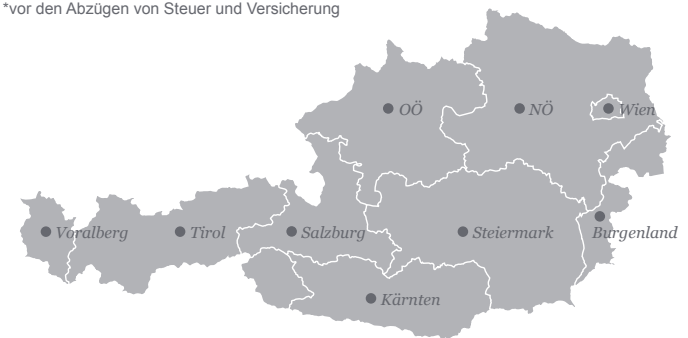 *vor den Abzügen von Steuer und Versicherung
OÖ
NÖ
Wien
Voralberg
Tirol
Salzburg
Steiermark
Burgenland
Kärnten